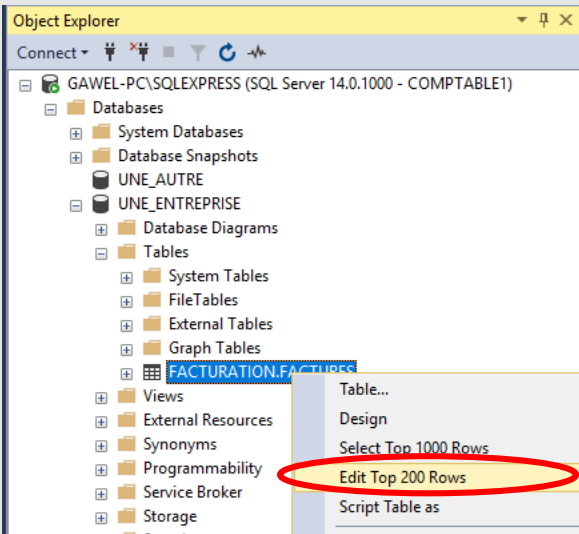 Object Explorer
Connect
GAWEL-PC\SQLEXPRESS (SQL Server 14.0.1000 - COMPTABLE1)
Databases
System Databases
Database Snapshots
UNE_AUTRE
UNE_ENTREPRISE
Database Diagrams
Tables
System Tables
FileTables
External Tables
Graph Tables
FACTURATION.FACTURES
Table...
Views
Design
External Resources
Select Top 1000 Rows
Synonyms
Programmability
Edit Top 200 Rows
Service Broker
Script Table as
Storage